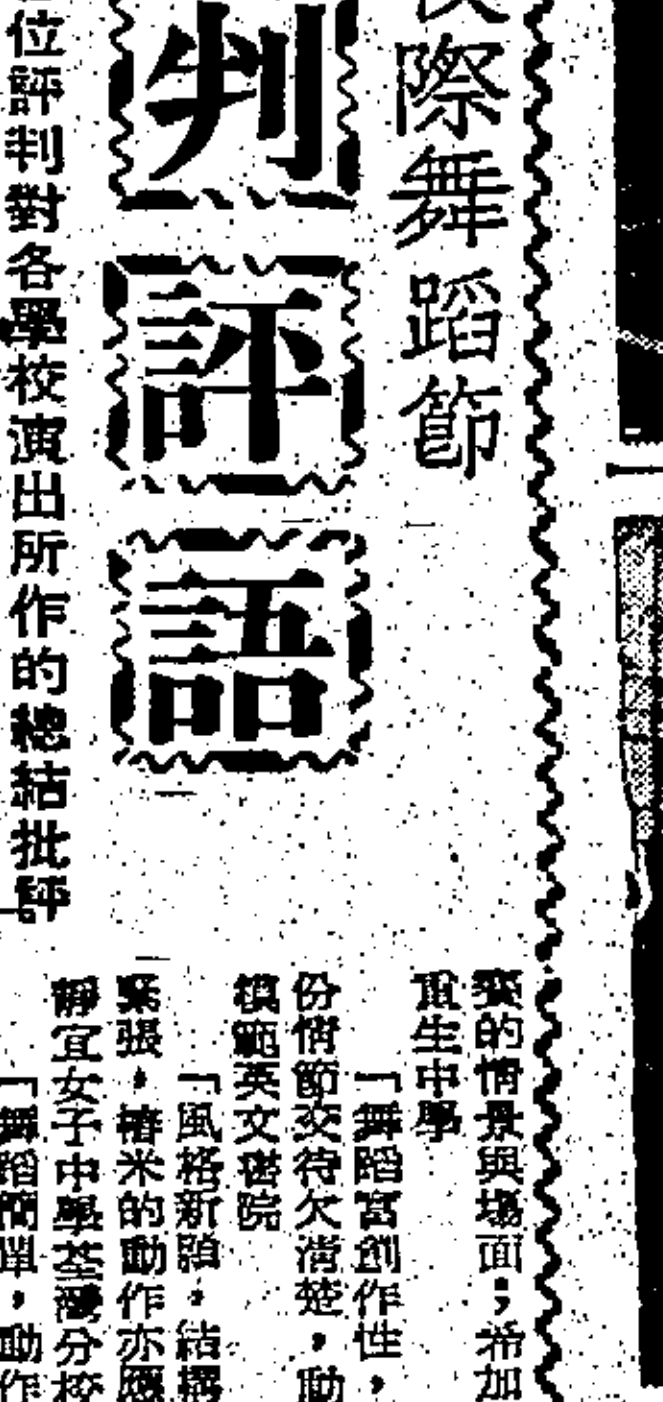 際舞蹈節
判評語
位評判對各學校演出所作的總結批評
的情景與場面；希加
重生中學
「舞蹈富創作性，
份情節交待欠清楚，動
模範英文書院
「風格新穎，結構
緊張，樁米的動作亦應
靜宜女子中學荃灣分校
「舞蹈簡單，動作